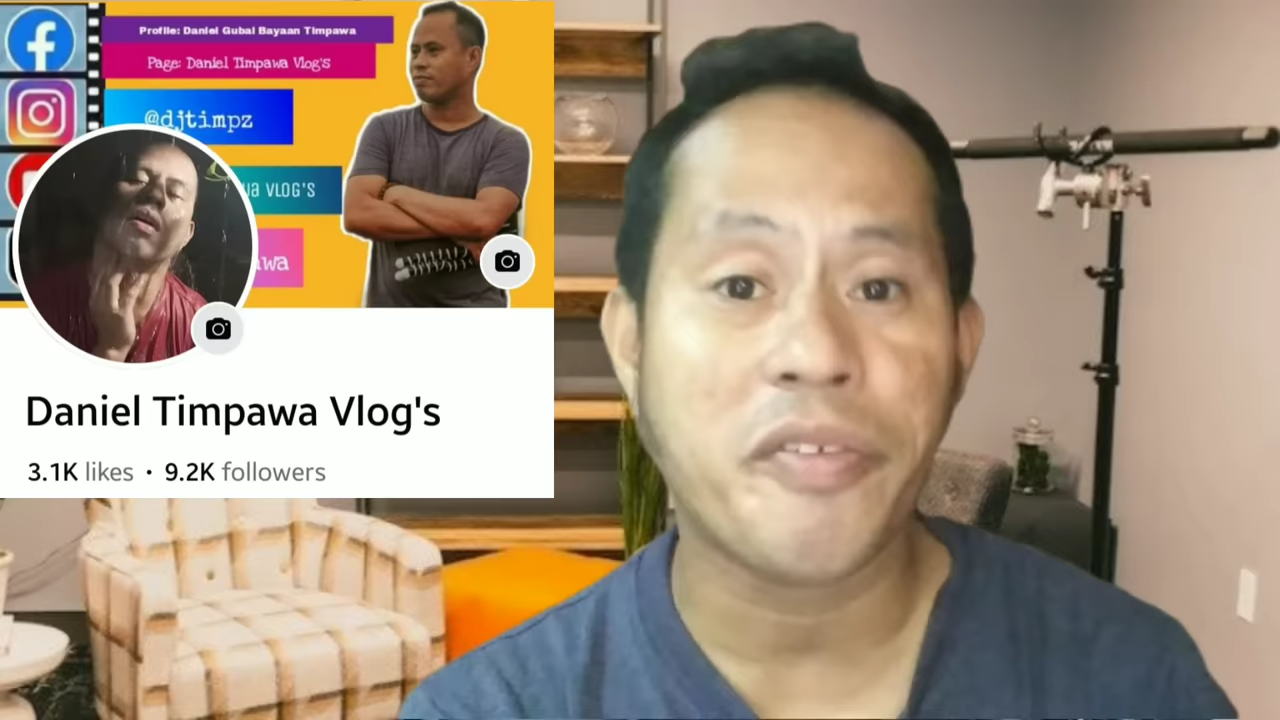 Profile: Daniel Gubal Bayaan Timpawa
Page: Daniel Timpawa Vlog's
@djtimpz
VLOG'S
Daniel Timpawa Vlog's
3.1K likes • 9.2K followers